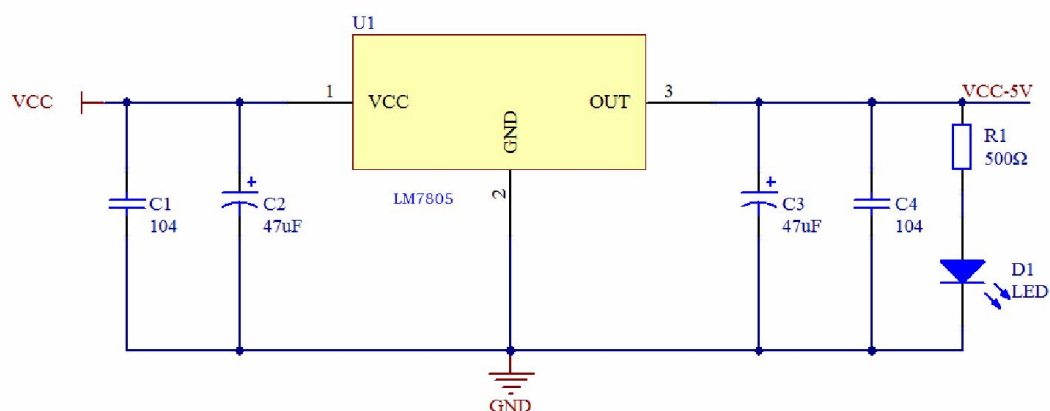 U1
VCC
1
VCC
OUT
3
VCC-5V
GND
R1
500Ω
2
LM7805
C1
104
C2
47uF
C3
47uF
C4
104
D1
LED
GND